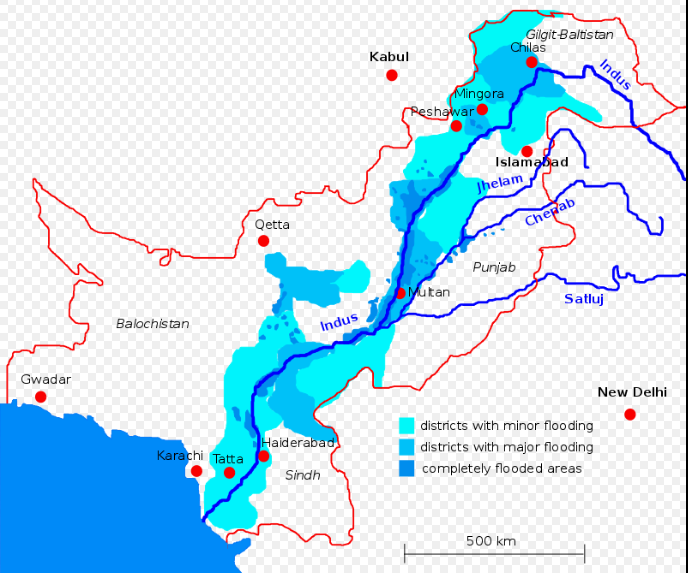 Gilgit-Baltistan
Chilas
Kabul
Indus
Mingora
Peshawar
Islamabad
Jhelam
Chenab
Qetta
Punjab
Multan
Satluj
Indus
Balochistan
Gwadar
New Delhi
districts with minor flooding
Haiderabad
districts with major flooding
Karachi
Tatta
completely flooded areas
Sindh
500 km